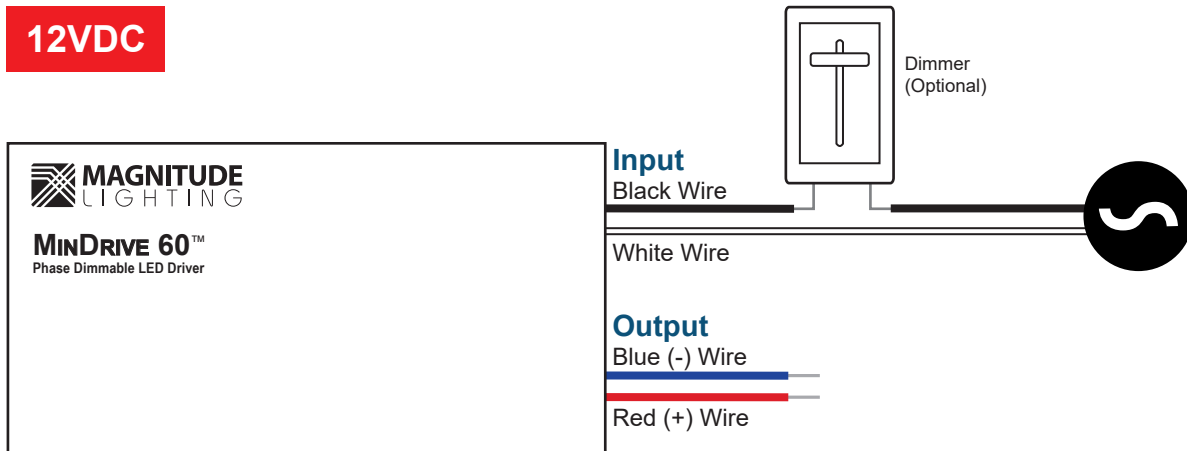 12VDC
Dimmer
(Optional)
MAGNITUDE
LIGHTING
MINDRIVE 60™
Phase Dimmable LED Driver
Input
Black Wire
White Wire
Output
Blue (-) Wire
Red (+) Wire